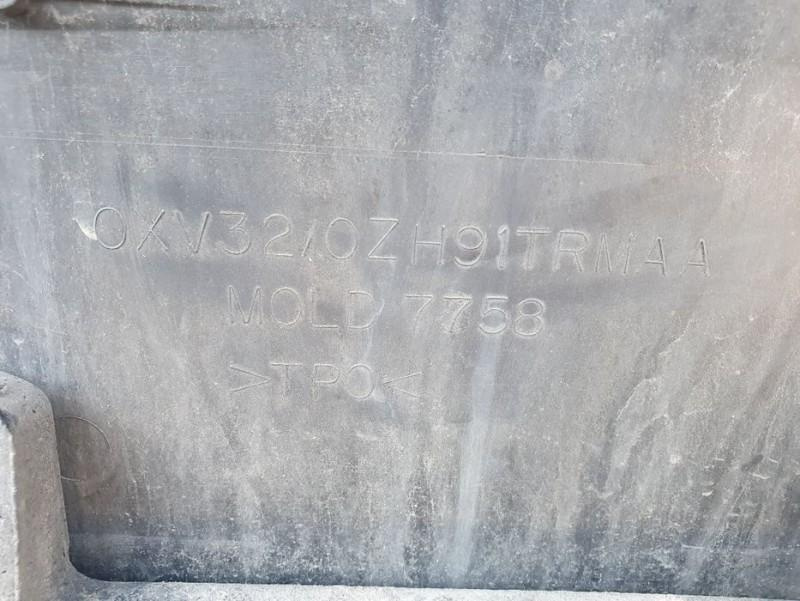 0XV32/0ZH91TRMAA
MOLD 7758
>TPO<